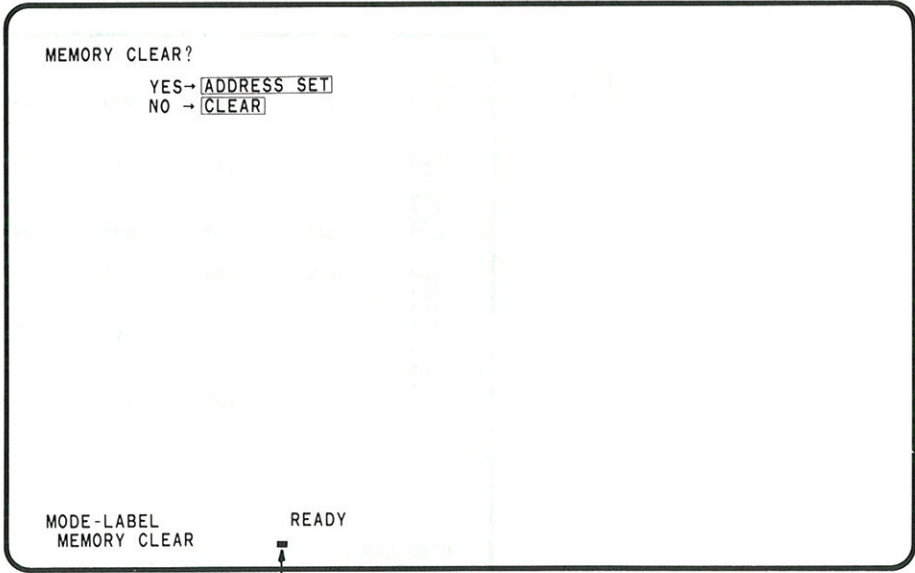 MEMORY CLEAR?
YES→ ADDRESS SET
NO → CLEAR
MODE-LABEL READY
MEMORY CLEAR